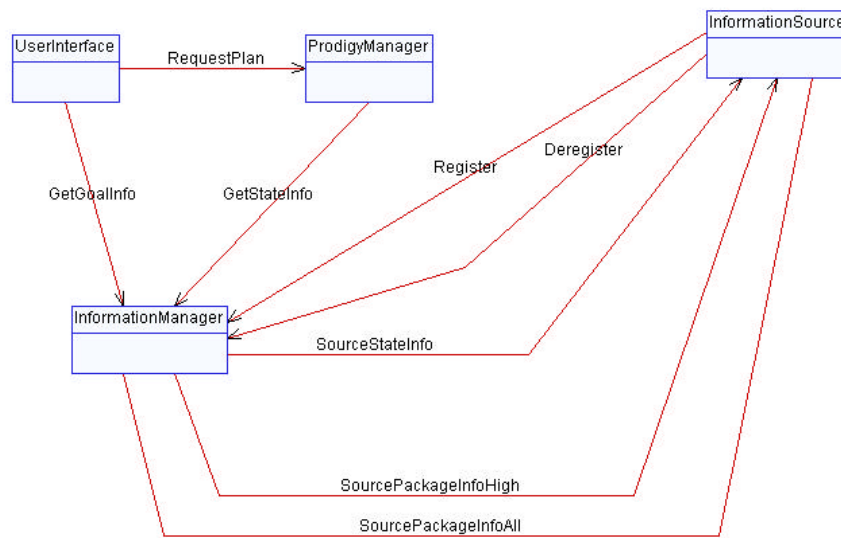 InformationSource
UserInterface
ProdigyManager
RequestPlan
Deregister
Register
GetGoalInfo
GetStateInfo
InformationManager
SourceStateInfo
SourcePackageInfoHigh
SourcePackageInfoAll